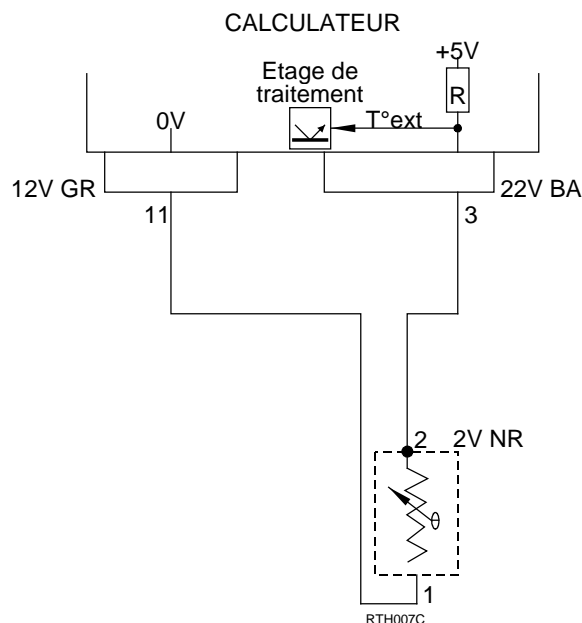 CALCULATEUR
+5V
Etage de
traitement
R
T°ext
0V
12V GR
22V BA
11
3
2
2V NR
θ
1
RTH007C